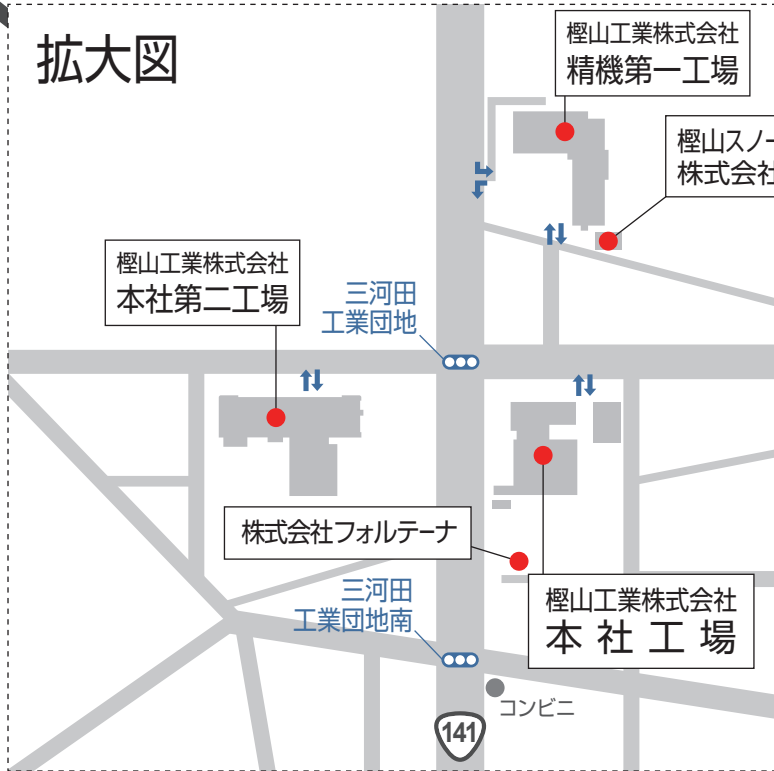 拡大図
樫山工業株式会社
精機第一工場
樫山スノー
株式会社
樫山工業株式会社
本社第二工場
三河田
工業団地
株式会社フォルテーナ
三河田
工業団地南
樫山工業株式会社
本社工場
コンビニ
141